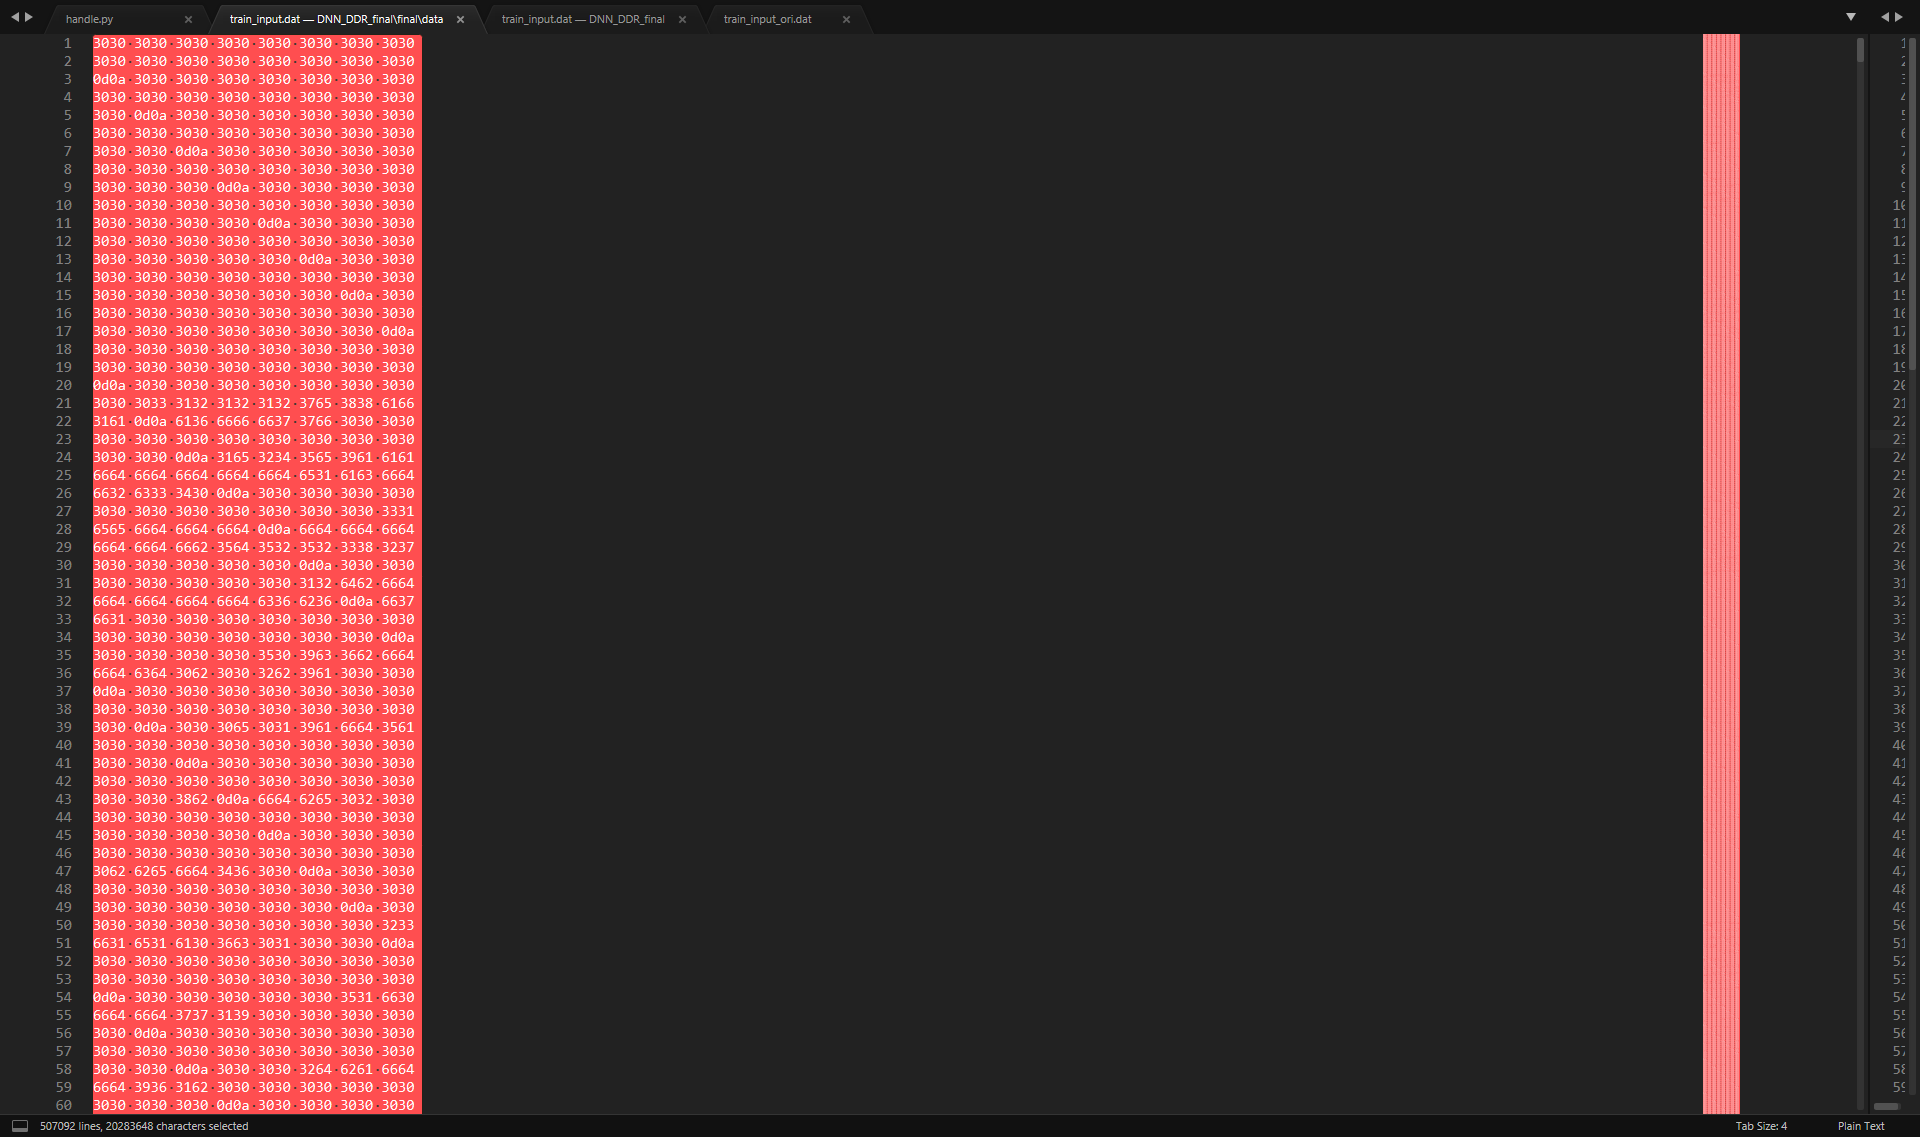 handle.py × train_input.dat — DNN_DDR_final\final\data × train_input.dat — DNN_DDR_final × train_input_ori.dat ×
1 3030 3030 3030 3030 3030 3030 3030 3030
2 3030 3030 3030 3030 3030 3030 3030 3030
3 0d0a 3030 3030 3030 3030 3030 3030 3030
4 3030 3030 3030 3030 3030 3030 3030 3030
5 3030 0d0a 3030 3030 3030 3030 3030 3030
6 3030 3030 3030 3030 3030 3030 3030 3030
7 3030 3030 0d0a 3030 3030 3030 3030 3030
8 3030 3030 3030 3030 3030 3030 3030 3030
9 3030 3030 3030 0d0a 3030 3030 3030 3030
10 3030 3030 3030 3030 3030 3030 3030 3030
11 3030 3030 3030 3030 0d0a 3030 3030 3030
12 3030 3030 3030 3030 3030 3030 3030 3030
13 3030 3030 3030 3030 3030 0d0a 3030 3030
14 3030 3030 3030 3030 3030 3030 3030 3030
15 3030 3030 3030 3030 3030 3030 0d0a 3030
16 3030 3030 3030 3030 3030 3030 3030 3030
17 3030 3030 3030 3030 3030 3030 3030 0d0a
18 3030 3030 3030 3030 3030 3030 3030 3030
19 3030 3030 3030 3030 3030 3030 3030 3030
20 0d0a 3030 3030 3030 3030 3030 3030 3030
21 3030 3033 3132 3132 3132 3765 3838 6166
22 3161 0d0a 6136 6666 6637 3766 3030 3030
23 3030 3030 3030 3030 3030 3030 3030 3030
24 3030 3030 0d0a 3165 3234 3565 3961 6161
25 6664 6664 6664 6664 6664 6531 6163 6664
26 6632 6333 3430 0d0a 3030 3030 3030 3030
27 3030 3030 3030 3030 3030 3030 3030 3331
28 6565 6664 6664 6664 0d0a 6664 6664 6664
29 6664 6664 6662 3564 3532 3532 3338 3237
30 3030 3030 3030 3030 3030 0d0a 3030 3030
31 3030 3030 3030 3030 3030 3132 6462 6664
32 6664 6664 6664 6664 6336 6236 0d0a 6637
33 6631 3030 3030 3030 3030 3030 3030 3030
34 3030 3030 3030 3030 3030 3030 3030 0d0a
35 3030 3030 3030 3030 3530 3963 3662 6664
36 6664 6364 3062 3030 3262 3961 3030 3030
37 0d0a 3030 3030 3030 3030 3030 3030 3030
38 3030 3030 3030 3030 3030 3030 3030 3030
39 3030 0d0a 3030 3065 3031 3961 6664 3561
40 3030 3030 3030 3030 3030 3030 3030 3030
41 3030 3030 0d0a 3030 3030 3030 3030 3030
42 3030 3030 3030 3030 3030 3030 3030 3030
43 3030 3030 3862 0d0a 6664 6265 3032 3030
44 3030 3030 3030 3030 3030 3030 3030 3030
45 3030 3030 3030 3030 0d0a 3030 3030 3030
46 3030 3030 3030 3030 3030 3030 3030 3030
47 3062 6265 6664 3436 3030 0d0a 3030 3030
48 3030 3030 3030 3030 3030 3030 3030 3030
49 3030 3030 3030 3030 3030 3030 0d0a 3030
50 3030 3030 3030 3030 3030 3030 3030 3233
51 6631 6531 6130 3663 3031 3030 3030 0d0a
52 3030 3030 3030 3030 3030 3030 3030 3030
53 3030 3030 3030 3030 3030 3030 3030 3030
54 0d0a 3030 3030 3030 3030 3030 3531 6630
55 6664 6664 3737 3139 3030 3030 3030 3030
56 3030 0d0a 3030 3030 3030 3030 3030 3030
57 3030 3030 3030 3030 3030 3030 3030 3030
58 3030 3030 0d0a 3030 3030 3264 6261 6664
59 6664 3936 3162 3030 3030 3030 3030 3030
60 3030 3030 3030 0d0a 3030 3030 3030 3030
507092 lines, 20283648 characters selected Tab Size: 4 Plain Text